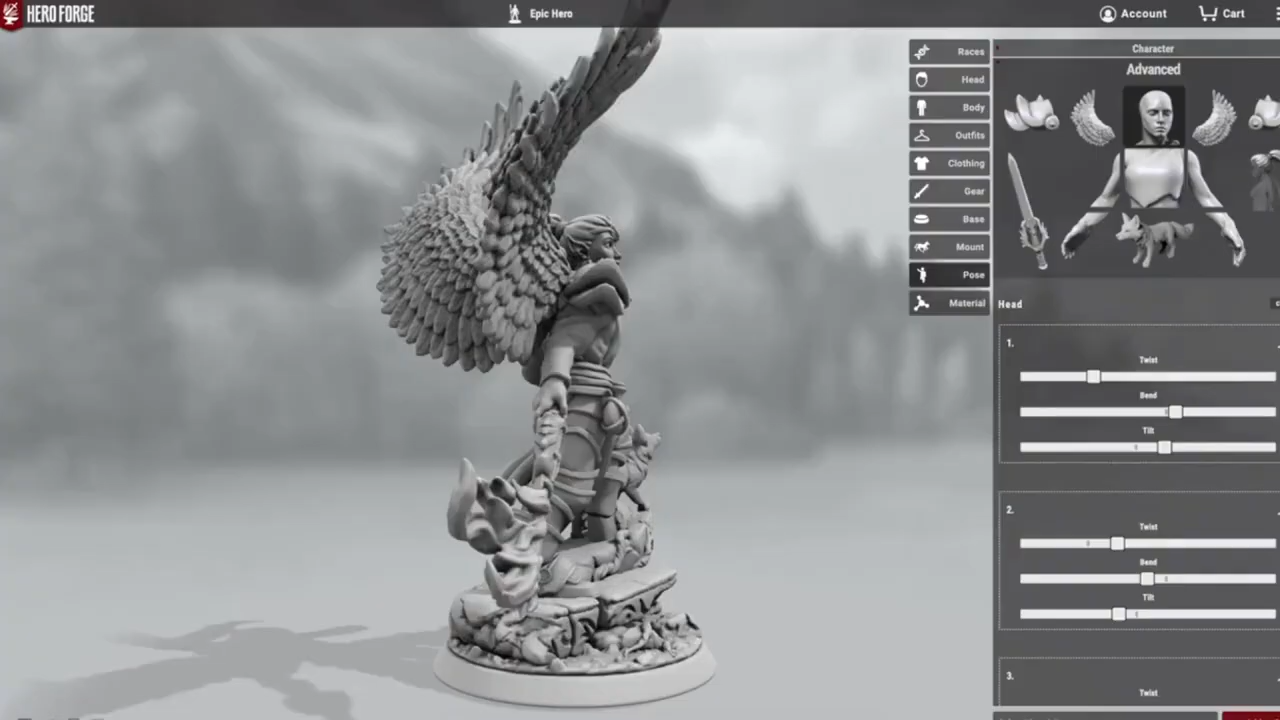 HERO FORGE
Epic Hero
Account
Cart
Races
Head
Body
Outfits
Clothing
Gear
Base
Mount
Pose
Material
Character
Advanced
Head
1.
Twist
Bend
Tilt
2.
Twist
Bend
Tilt
3.
Twist